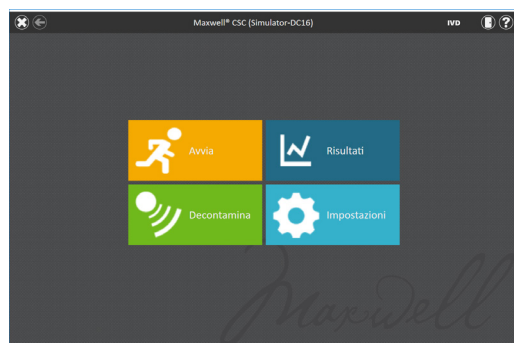 Maxwell® CSC (Simulator-DC16)
IVD
?
Avvia
Risultati
Decontamina
Impostazioni
Maxwell